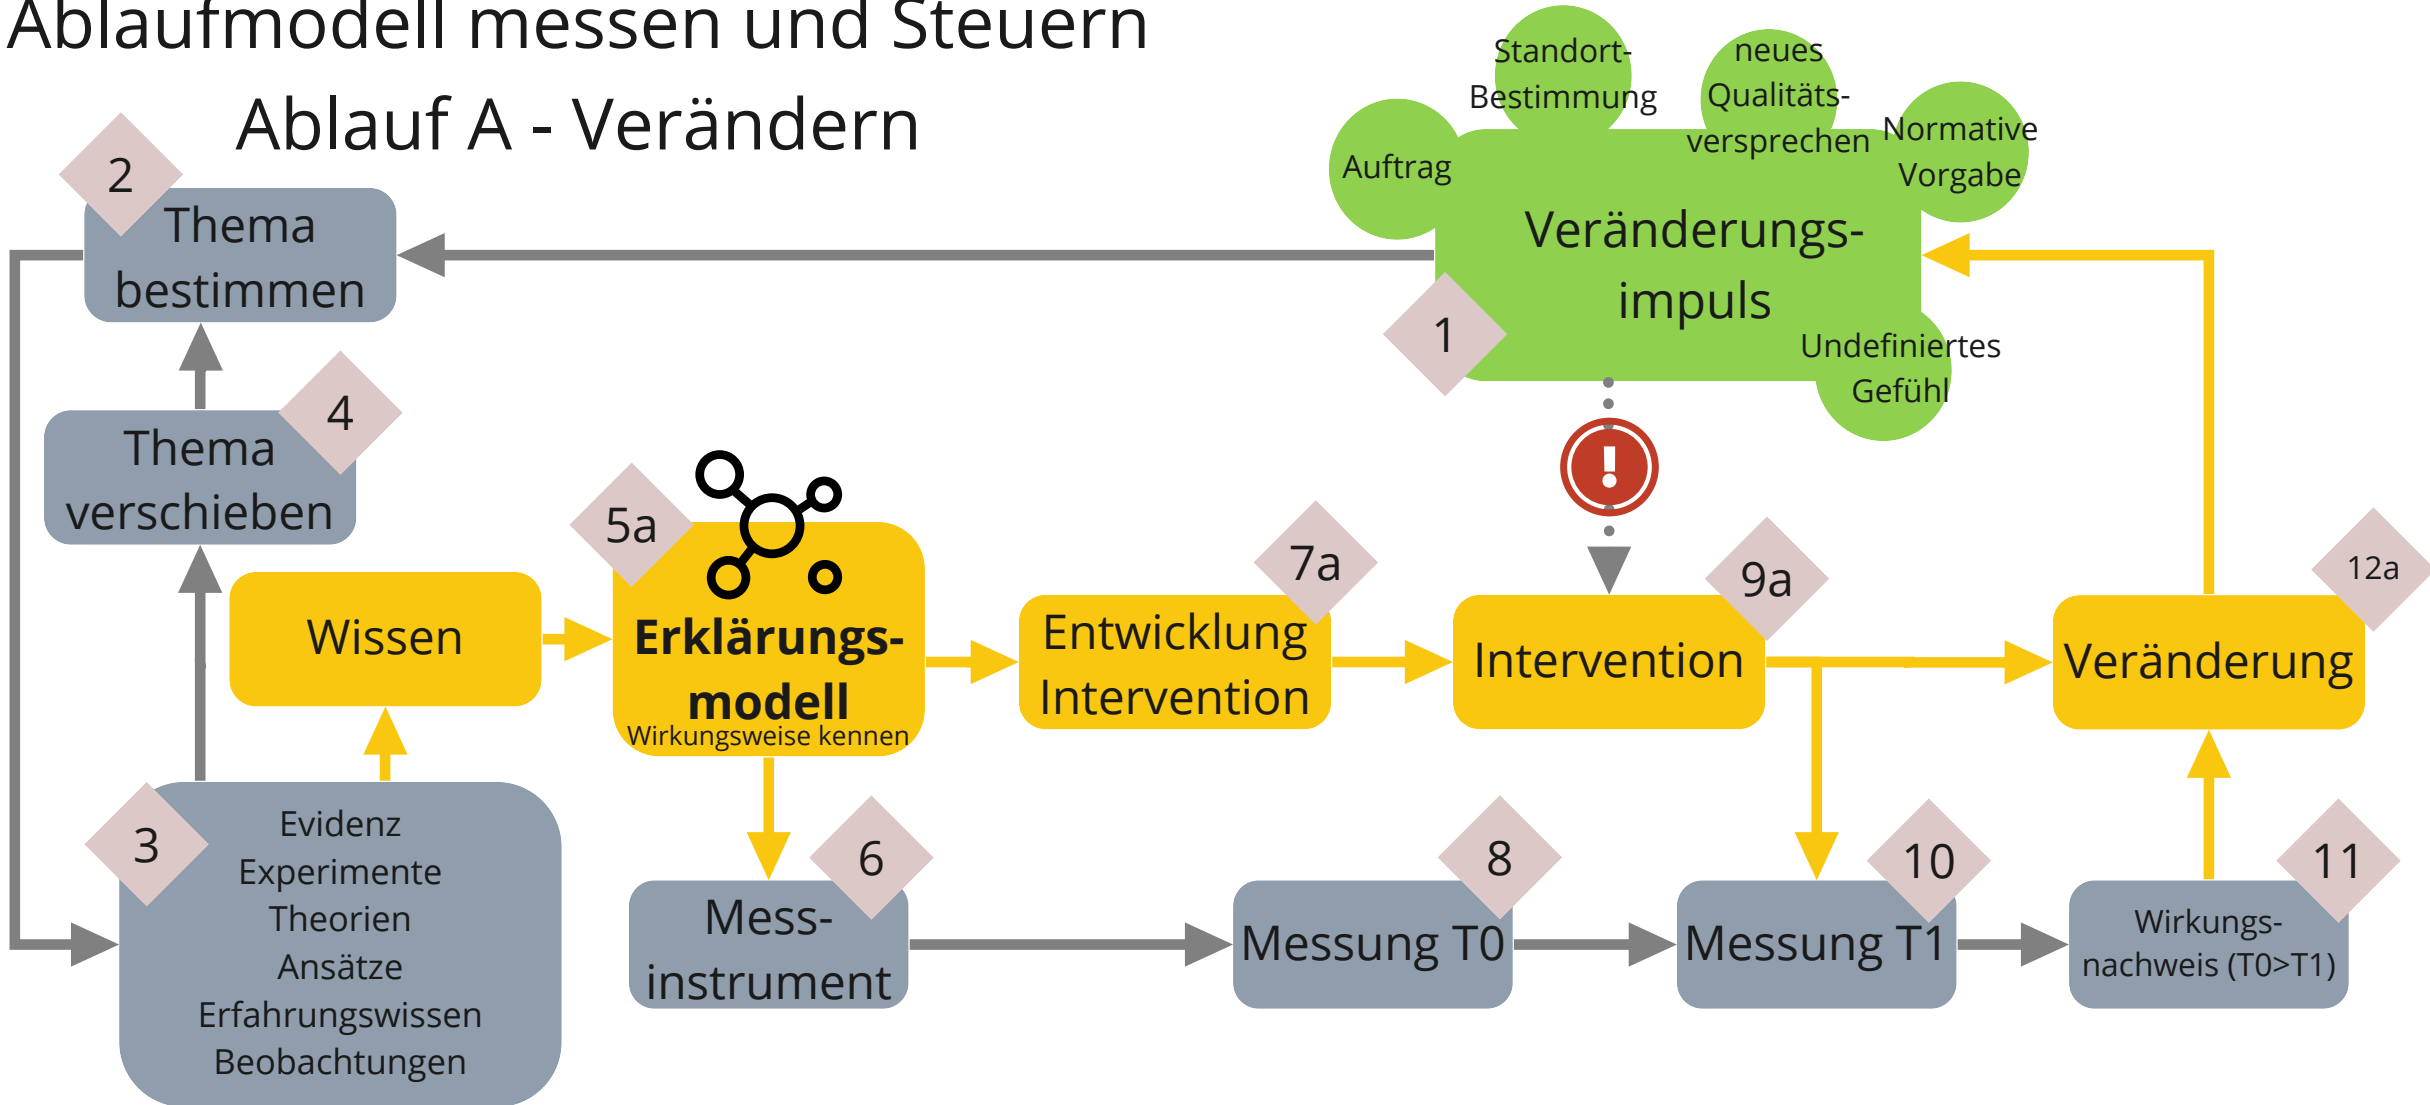 Ablaufmodell messen und Steuern
Ablauf A - Verändern
Standort-
Bestimmung
neues
Qualitäts-
versprechen
Normative
Vorgabe
Auftrag
Veränderungs-
impuls
1
Undefiniertes
Gefühl
2
Thema
bestimmen
4
Thema
verschieben
!
5a
Erklärungs-
modell
Wirkungsweise kennen
Wissen
7a
Entwicklung
Intervention
9a
Intervention
12a
Veränderung
3
Evidenz
Experimente
Theorien
Ansätze
Erfahrungswissen
Beobachtungen
6
Mess-
instrument
8
Messung T0
10
Messung T1
11
Wirkungs-
nachweis (T0>T1)